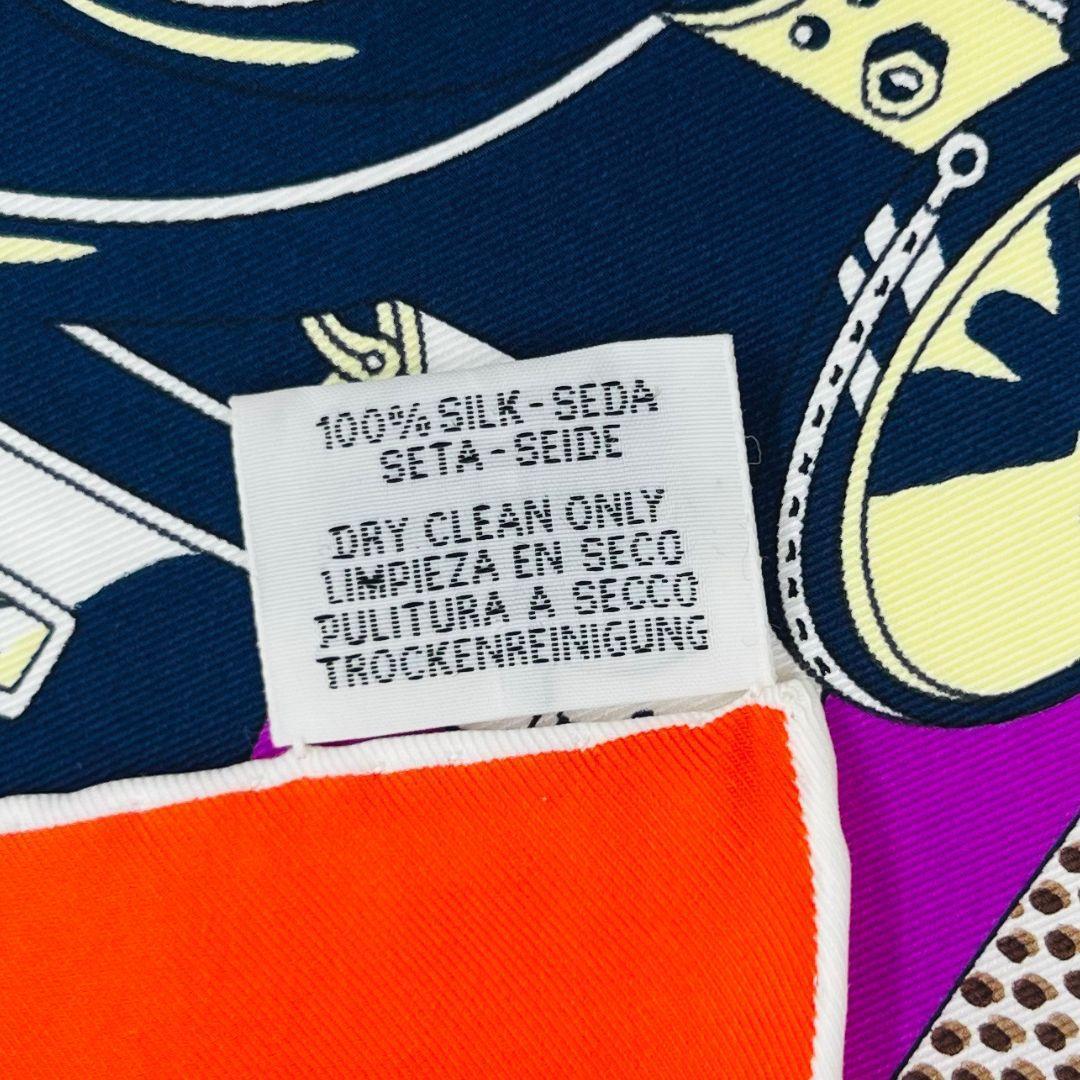 100% SILK-SEDA
SETA-SEIDE
DRY CLEAN ONLY
LIMPIEZA EN SECO
PULITURA A SECCO
TROCKENREINIGUNG